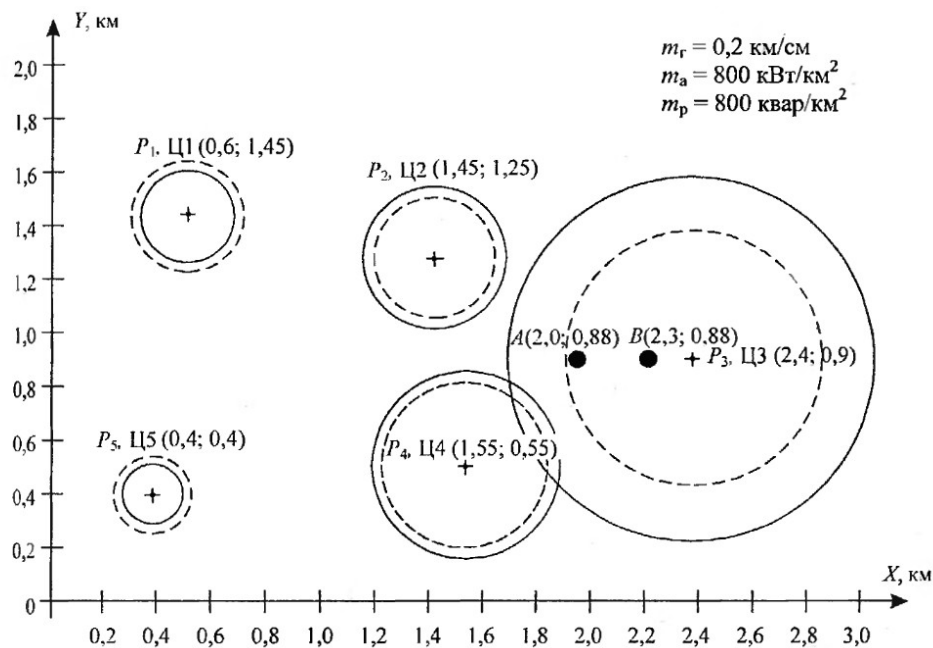 Y, км
m_г = 0,2 км/см
m_а = 800 кВт/км²
m_р = 800 квар/км²
2,0
1,8
1,6
1,4
1,2
1,0
0,8
0,6
0,4
0,2
0
P₁. Ц1 (0,6; 1,45)
P₂, Ц2 (1,45; 1,25)
A(2,0; 0,88)
B(2,3; 0,88)
P₃. Ц3 (2,4; 0,9)
P₅. Ц5 (0,4; 0,4)
P₄. Ц4 (1,55; 0,55)
X, км
0,2 0,4 0,6 0,8 1,0 1,2 1,4 1,6 1,8 2,0 2,2 2,4 2,6 2,8 3,0